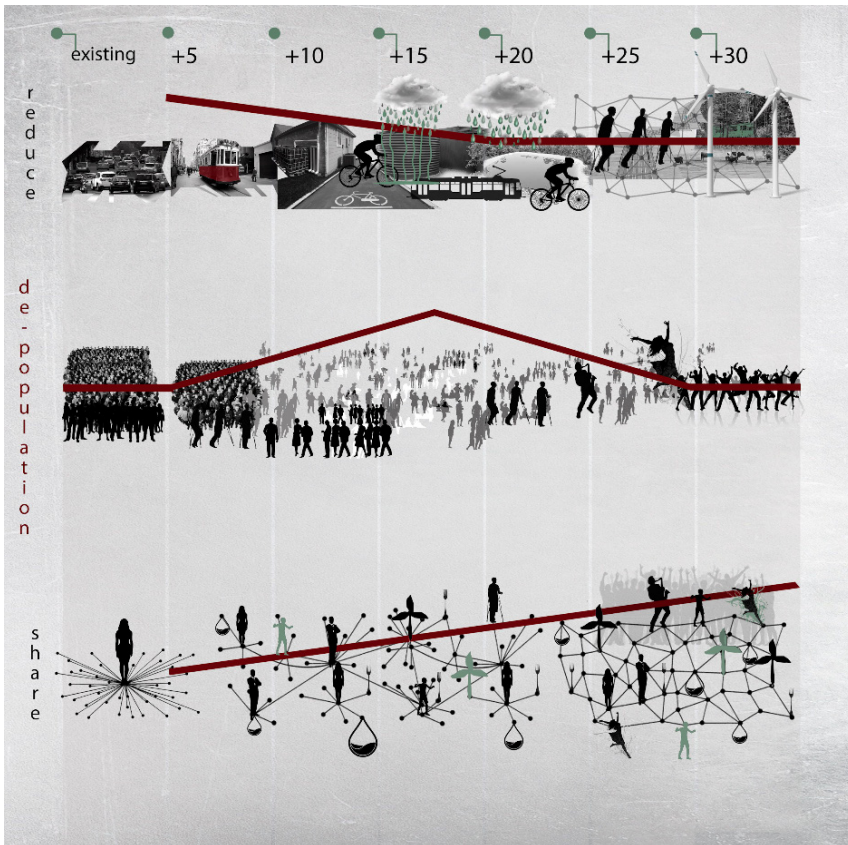 existing
+5
+10
+15
+20
+25
+30
reduce
de-population
share